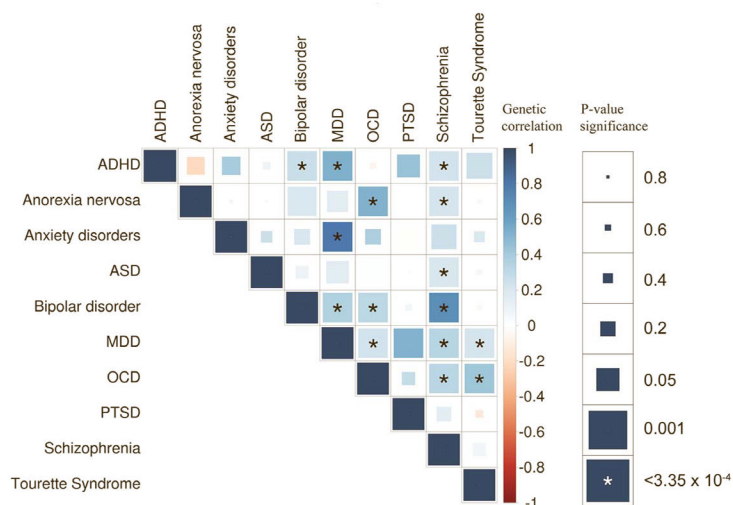 ADHD
Anorexia nervosa
Anxiety disorders
ASD
Bipolar disorder
MDD
OCD
PTSD
Schizophrenia
Tourette Syndrome
Genetic
correlation
P-value
significance
ADHD
Anorexia nervosa
Anxiety disorders
ASD
Bipolar disorder
MDD
OCD
PTSD
Schizophrenia
Tourette Syndrome
* * *
* *
*
*
* * *
* * *
* *
1
0.8
0.6
0.4
0.2
0
-0.2
-0.4
-0.6
-0.8
-1
0.8
0.6
0.4
0.2
0.05
0.001
* <3.35 x 10⁻⁴